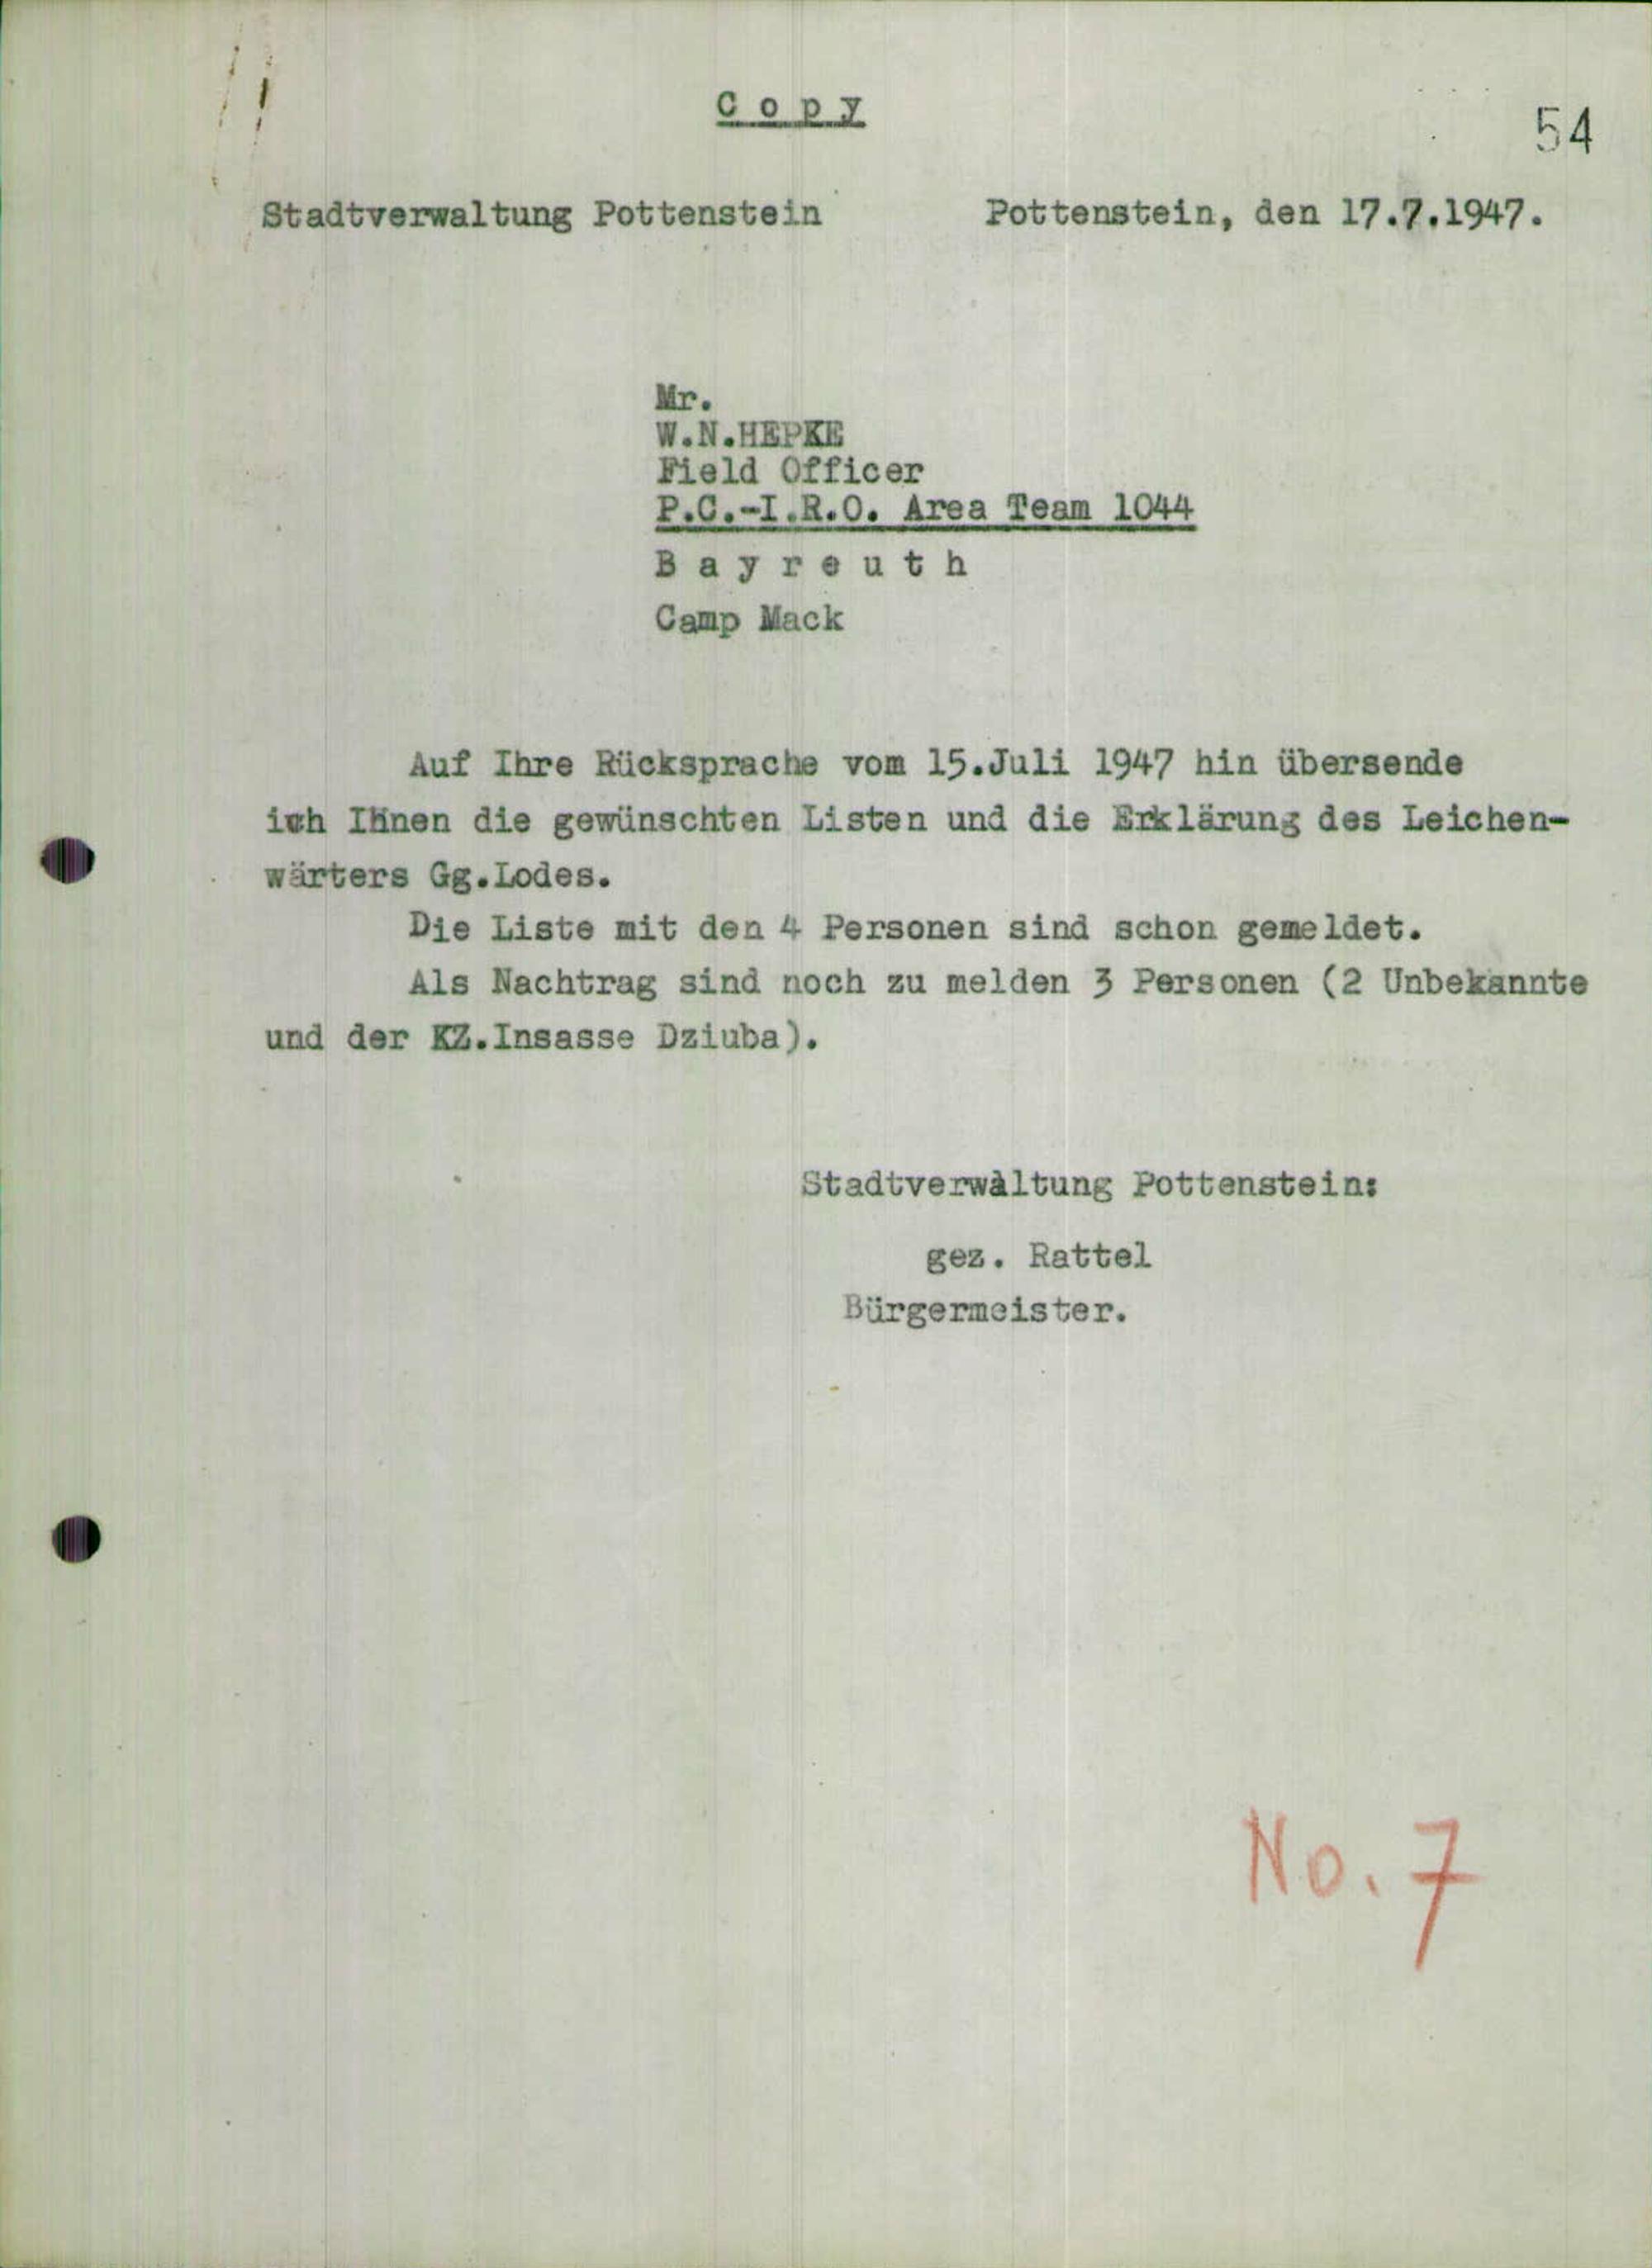 Copy
54
Stadtverwaltung Pottenstein Pottenstein, den 17.7.1947.
Mr.
W.N.HEPKE
Field Officer
P.C.-I.R.O. Area Team 1044
Bayreuth
Camp Mack
Auf Ihre Rücksprache vom 15.Juli 1947 hin übersende
ich Ihnen die gewünschten Listen und die Erklärung des Leichen-
wärters Gg.Lodes.
Die Liste mit den 4 Personen sind schon gemeldet.
Als Nachtrag sind noch zu melden 3 Personen (2 Unbekannte
und der KZ.Insasse Dziuba).
Stadtverwaltung Pottenstein:
gez. Rattel
Bürgermeister.
No. 7